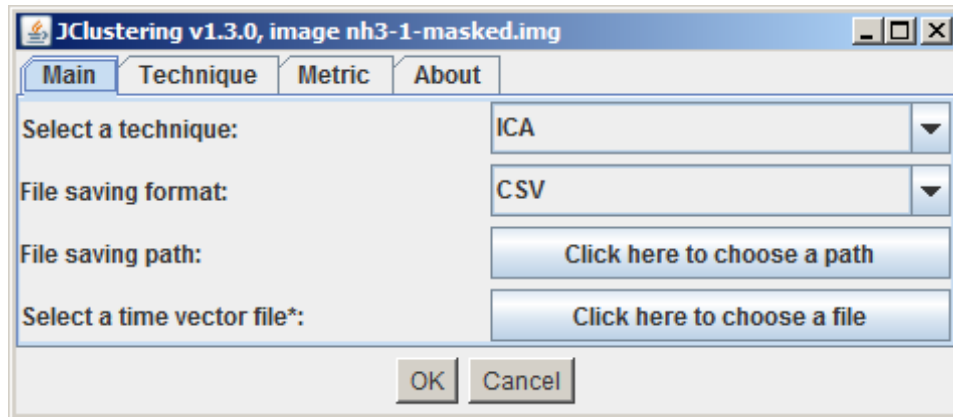 JClustering v1.3.0, image nh3-1-masked.img
Main Technique Metric About
Select a technique: ICA
File saving format: CSV
File saving path: Click here to choose a path
Select a time vector file*: Click here to choose a file
OK Cancel